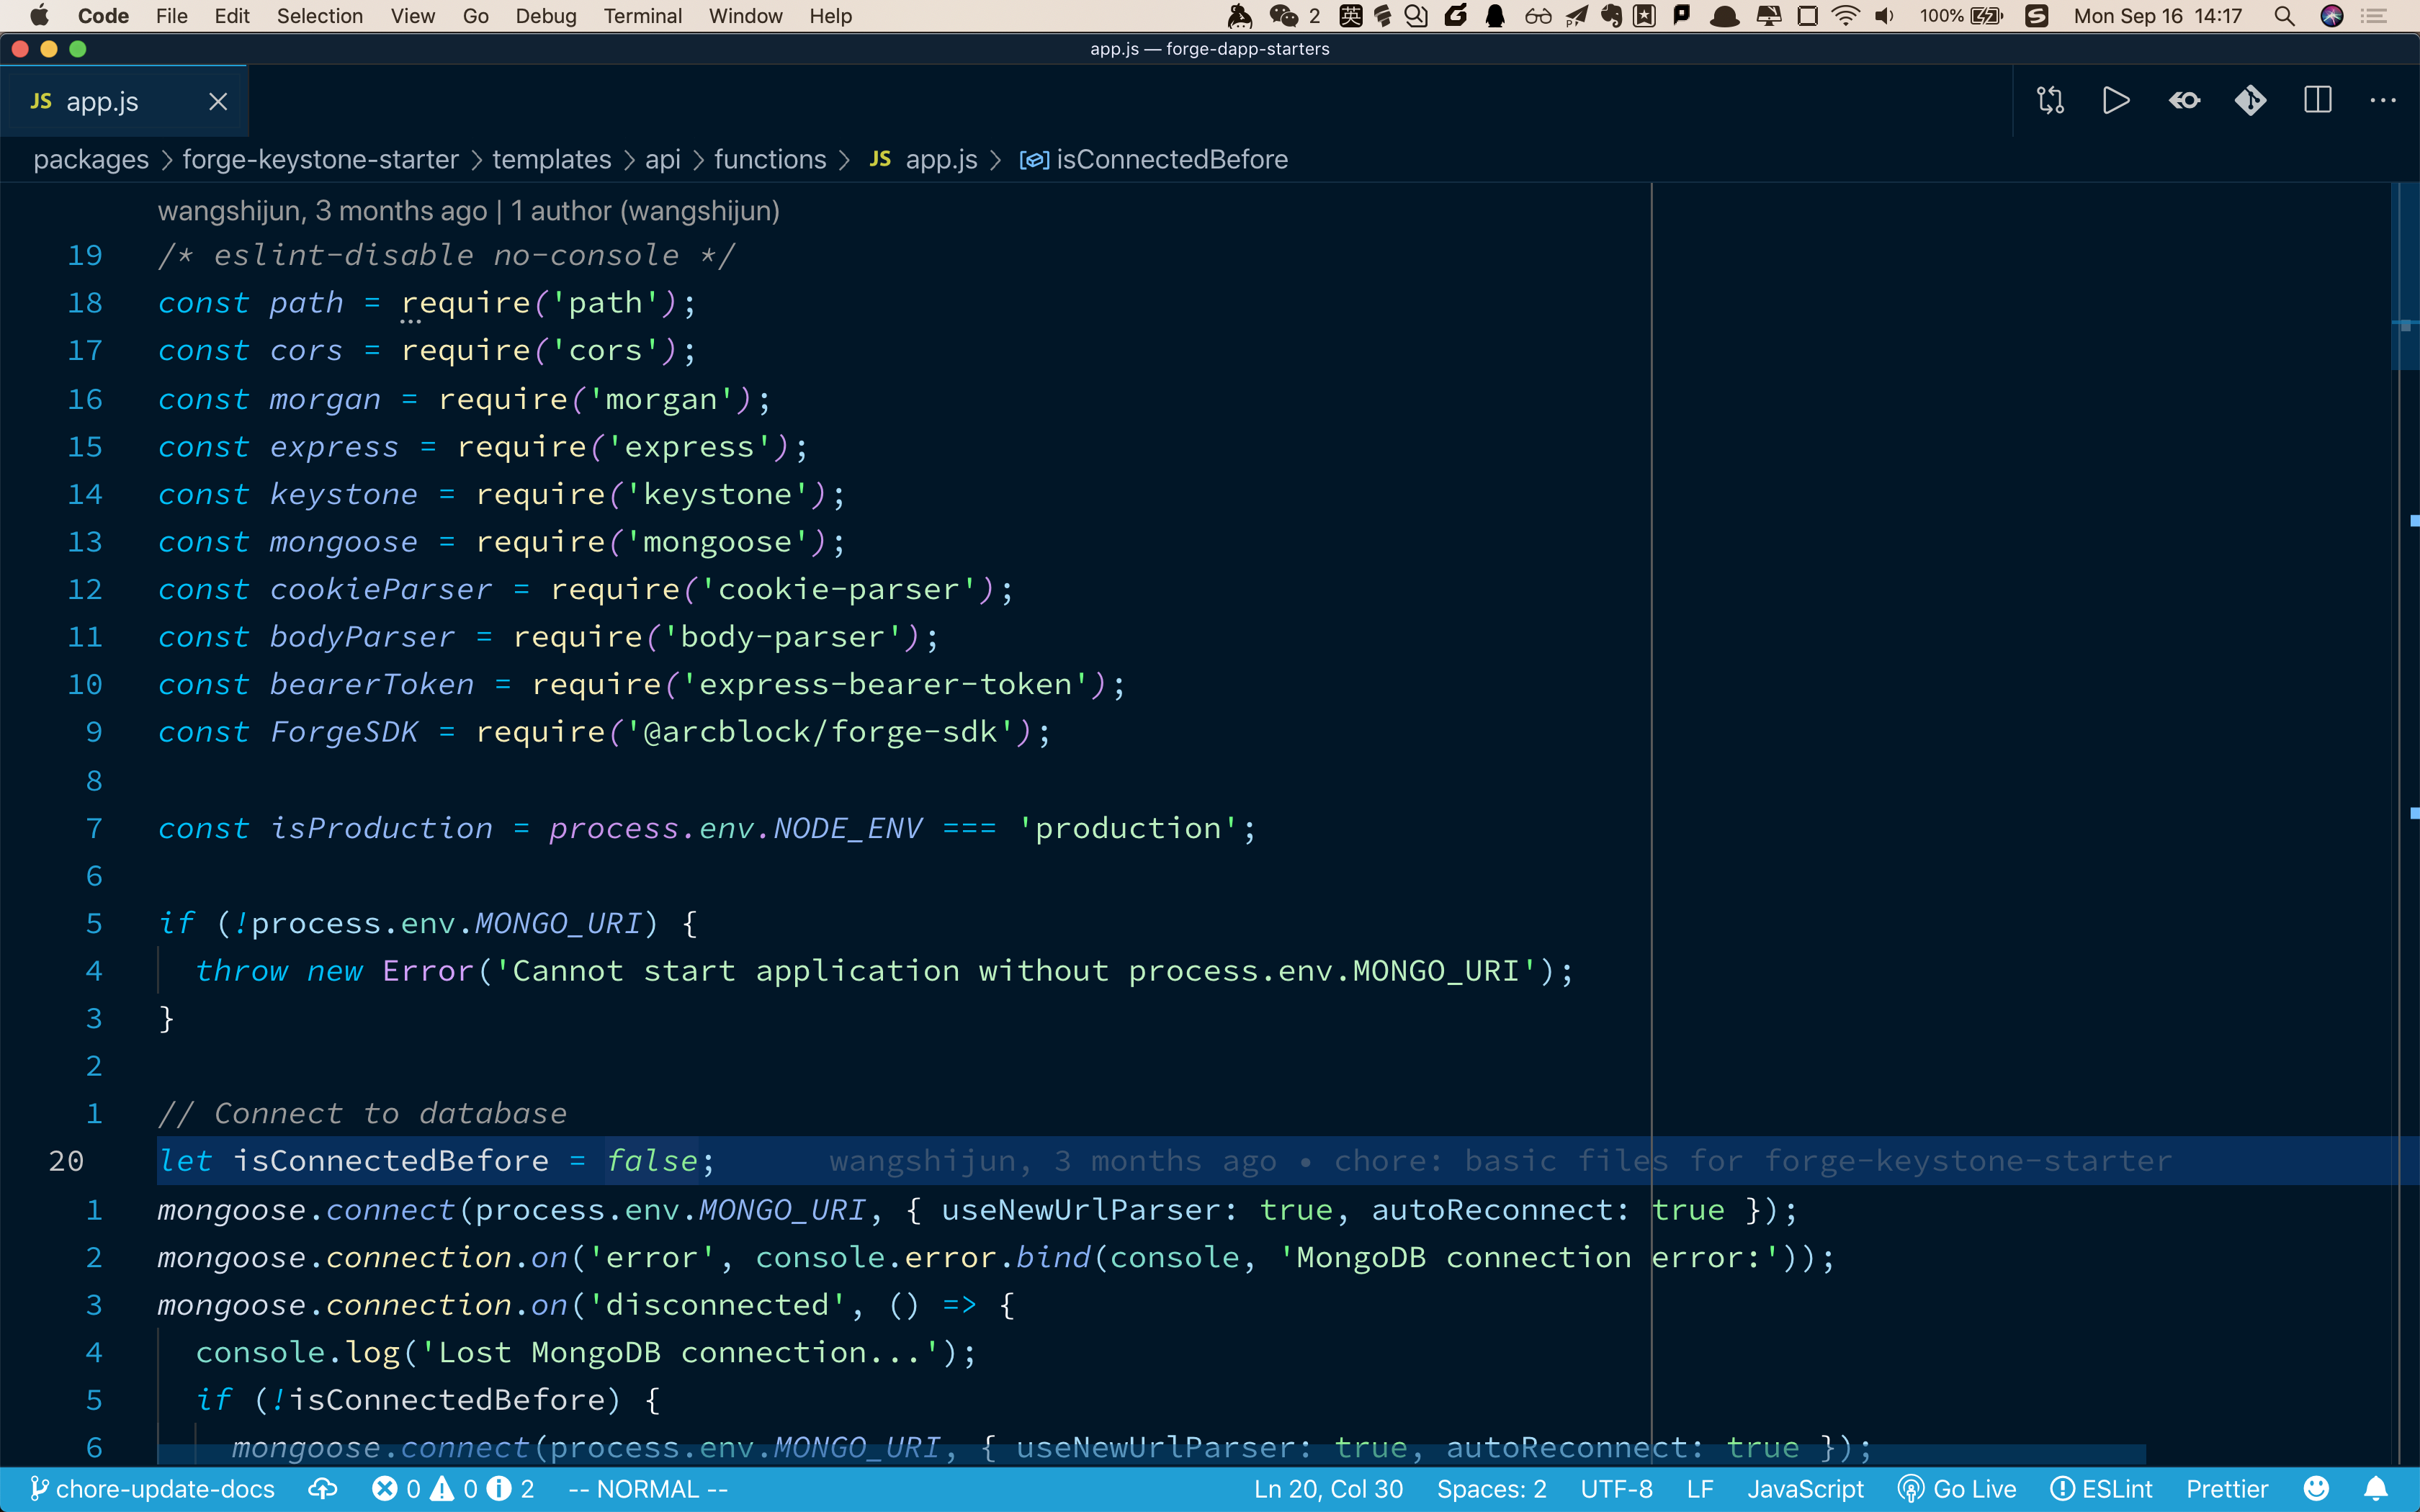 Code File Edit Selection View Go Debug Terminal Window Help 2 英 100% Mon Sep 16 14:17
app.js — forge-dapp-starters
JS app.js
packages > forge-keystone-starter > templates > api > functions > JS app.js > isConnectedBefore
wangshijun, 3 months ago | 1 author (wangshijun)
19 /* eslint-disable no-console */
18 const path = require('path');
17 const cors = require('cors');
16 const morgan = require('morgan');
15 const express = require('express');
14 const keystone = require('keystone');
13 const mongoose = require('mongoose');
12 const cookieParser = require('cookie-parser');
11 const bodyParser = require('body-parser');
10 const bearerToken = require('express-bearer-token');
9 const ForgeSDK = require('@arcblock/forge-sdk');
8
7 const isProduction = process.env.NODE_ENV === 'production';
6
5 if (!process.env.MONGO_URI) {
4 throw new Error('Cannot start application without process.env.MONGO_URI');
3 }
2
1 // Connect to database
20 let isConnectedBefore = false; wangshijun, 3 months ago • chore: basic files for forge-keystone-starter
1 mongoose.connect(process.env.MONGO_URI, { useNewUrlParser: true, autoReconnect: true });
2 mongoose.connection.on('error', console.error.bind(console, 'MongoDB connection error:'));
3 mongoose.connection.on('disconnected', () => {
4 console.log('Lost MongoDB connection...');
5 if (!isConnectedBefore) {
6 mongoose.connect(process.env.MONGO_URI, { useNewUrlParser: true, autoReconnect: true });
chore-update-docs 0 0 2 -- NORMAL -- Ln 20, Col 30 Spaces: 2 UTF-8 LF JavaScript Go Live ESLint Prettier